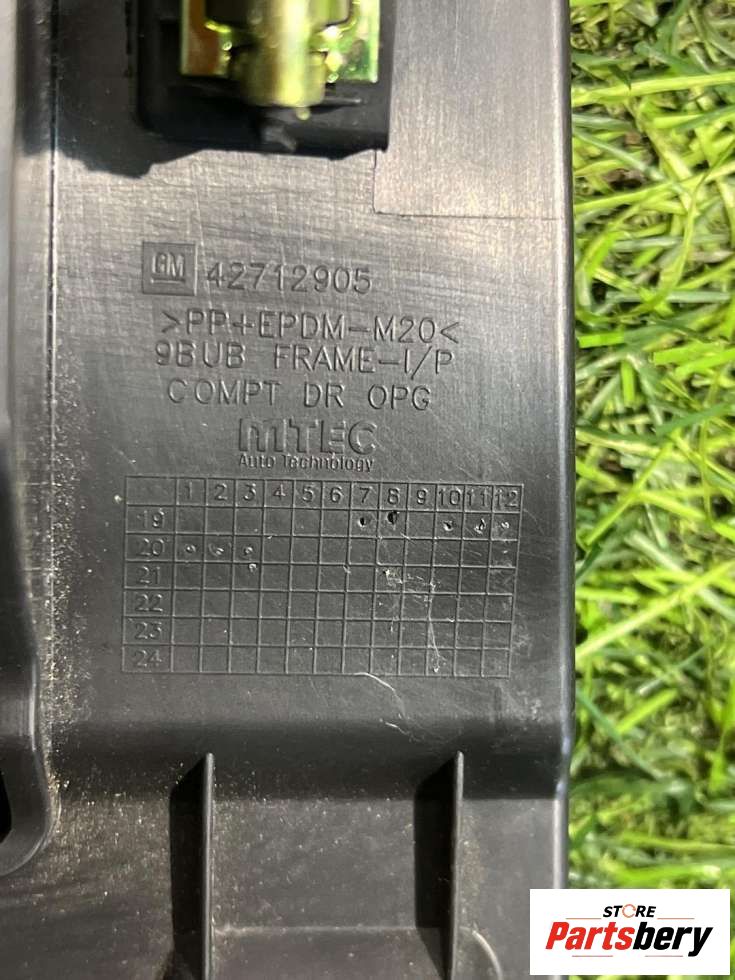 GM 42712905
>PP+EPDM-M20<
9BUB FRAME-I/P
COMPT DR OPG
mTEC
Auto Technology
1 2 3 4 5 6 7 8 9 10 11 12
19
20
21
22
23
24
STORE
Partsbery